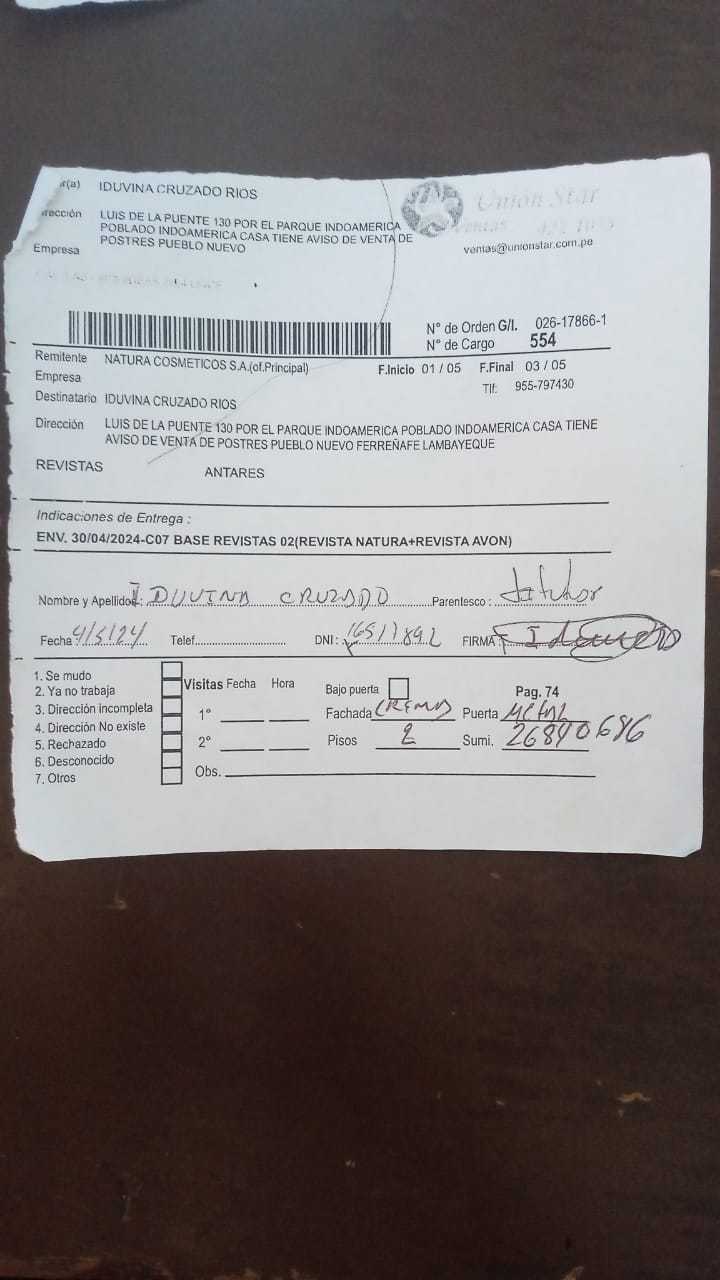 r(a) IDUVINA CRUZADO RIOS
rección LUIS DE LA PUENTE 130 POR EL PARQUE INDOAMERICA
POBLADO INDOAMERICA CASA TIENE AVISO DE VENTA DE
POSTRES PUEBLO NUEVO
Empresa
Unión Star
ventas@unionstar.com.pe
N° de Orden G/I. 026-17866-1
N° de Cargo 554
Remitente NATURA COSMETICOS S.A.(of.Principal)
F.Inicio 01 / 05 F.Final 03 / 05
Empresa
Tlf: 955-797430
Destinatario IDUVINA CRUZADO RIOS
Dirección LUIS DE LA PUENTE 130 POR EL PARQUE INDOAMERICA POBLADO INDOAMERICA CASA TIENE
AVISO DE VENTA DE POSTRES PUEBLO NUEVO FERREÑAFE LAMBAYEQUE
REVISTAS ANTARES
Indicaciones de Entrega :
ENV. 30/04/2024-C07 BASE REVISTAS 02(REVISTA NATURA+REVISTA AVON)
Nombre y Apellido: IDUVINA CRUZADO Parentesco :
Fecha 4/5/24 Telef. DNI: FIRMA:
1. Se mudo
2. Ya no trabaja
3. Dirección incompleta
4. Dirección No existe
5. Rechazado
6. Desconocido
7. Otros
Visitas Fecha Hora
1°
2°
Obs.
Bajo puerta
Pag. 74
Fachada CREMA Puerta METAL
Pisos 2 Sumi.